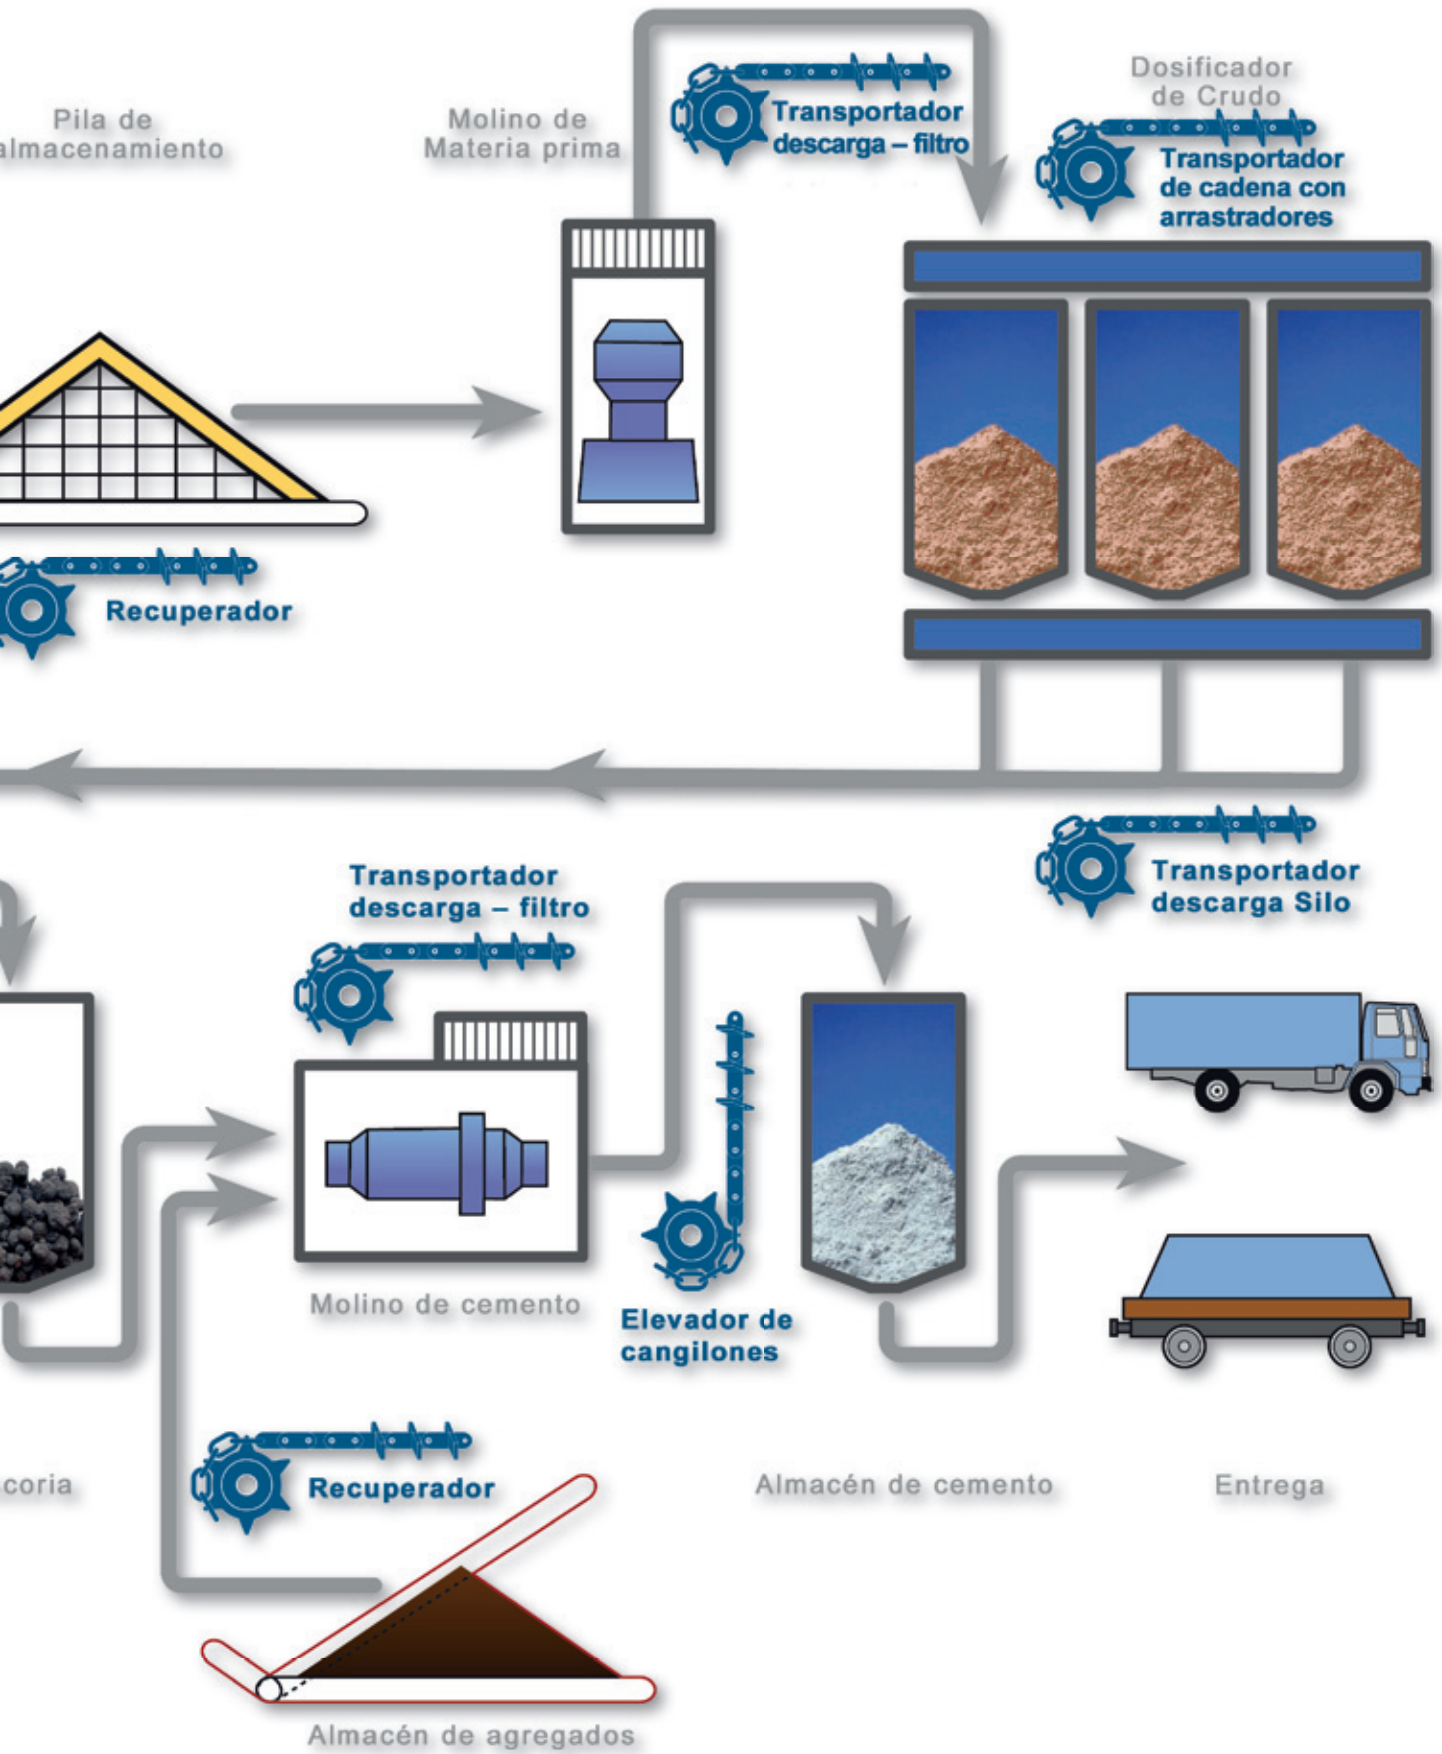 Pila de
almacenamiento
Molino de
Materia prima
Transportador
descarga – filtro
Dosificador
de Crudo
Transportador
de cadena con
arrastradores
Recuperador
Transportador
descarga – filtro
Transportador
descarga Silo
Molino de cemento
Elevador de
cangilones
coria
Recuperador
Almacén de cemento
Entrega
Almacén de agregados